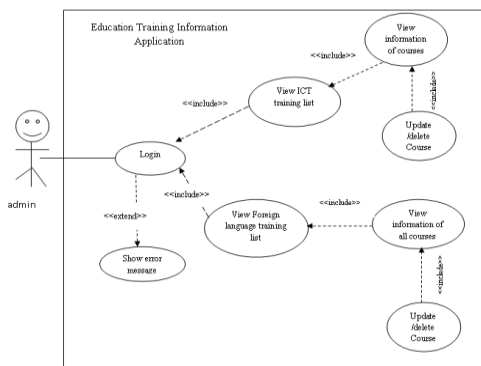 Education Training Information
Application
View
information
of courses
<<include>>
View ICT
training list
<<include>>
<<include>>
Update
/delete
Course
Login
admin
<<include>>
<<extend>>
View Foreign
language training
list
<<include>>
View
information of
all courses
Show error
message
<<include>>
Update
/delete
Course